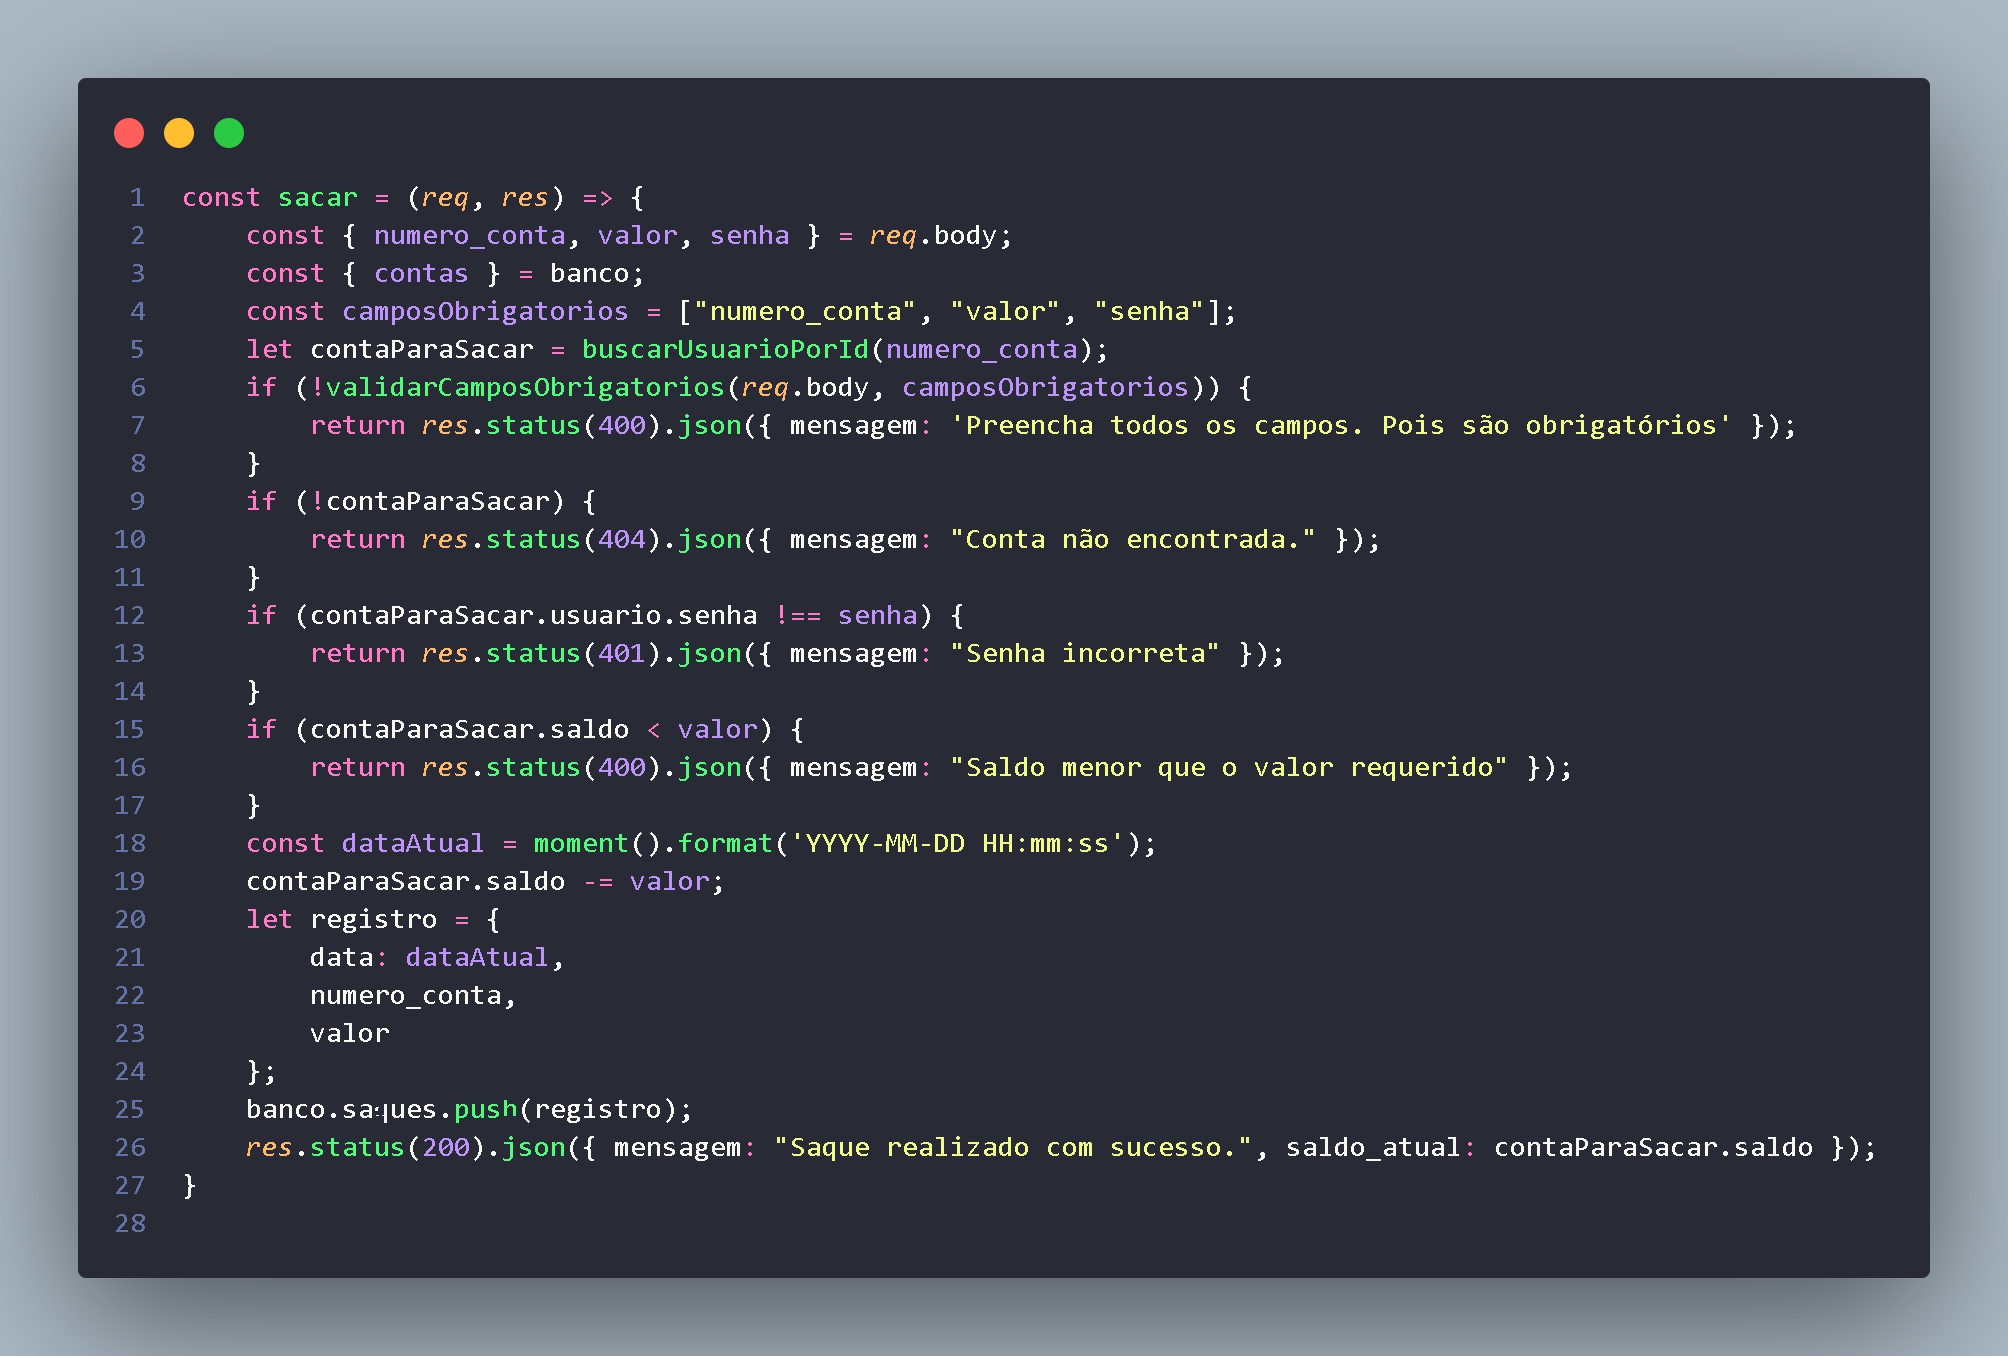 1 const sacar = (req, res) => {
2     const { numero_conta, valor, senha } = req.body;
3     const { contas } = banco;
4     const camposObrigatorios = ["numero_conta", "valor", "senha"];
5     let contaParaSacar = buscarUsuarioPorId(numero_conta);
6     if (!validarCamposObrigatorios(req.body, camposObrigatorios)) {
7         return res.status(400).json({ mensagem: 'Preencha todos os campos. Pois são obrigatórios' });
8     }
9     if (!contaParaSacar) {
10         return res.status(404).json({ mensagem: "Conta não encontrada." });
11     }
12     if (contaParaSacar.usuario.senha !== senha) {
13         return res.status(401).json({ mensagem: "Senha incorreta" });
14     }
15     if (contaParaSacar.saldo < valor) {
16         return res.status(400).json({ mensagem: "Saldo menor que o valor requerido" });
17     }
18     const dataAtual = moment().format('YYYY-MM-DD HH:mm:ss');
19     contaParaSacar.saldo -= valor;
20     let registro = {
21         data: dataAtual,
22         numero_conta,
23         valor
24     };
25     banco.saques.push(registro);
26     res.status(200).json({ mensagem: "Saque realizado com sucesso.", saldo_atual: contaParaSacar.saldo });
27 }
28